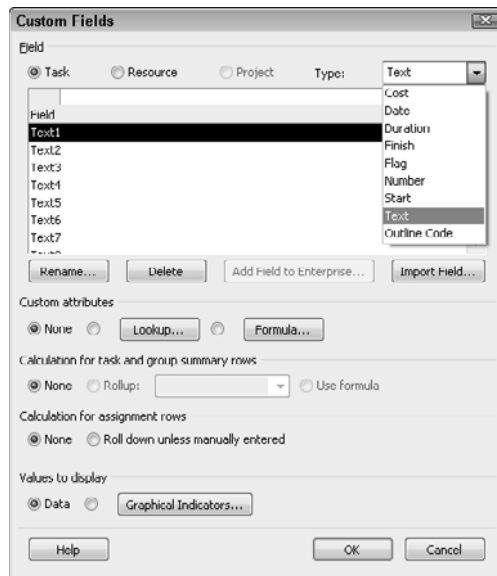 Custom Fields
Field
Task Resource Project Type: Text
Cost
Date
Duration
Finish
Flag
Number
Start
Text
Outline Code
Field
Text1
Text2
Text3
Text4
Text5
Text6
Text7
Rename... Delete Add Field to Enterprise... Import Field...
Custom attributes
None Lookup... Formula...
Calculation for task and group summary rows
None Rollup: Use formula
Calculation for assignment rows
None Roll down unless manually entered
Values to display
Data Graphical Indicators...
Help OK Cancel